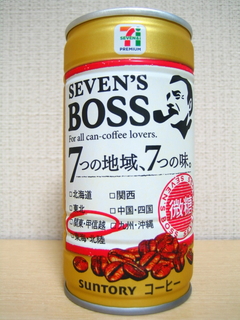 7
ELEVEN
PREMIUM
SEVEN'S
BOSS
For all can-coffee lovers.
7つの地域、7つの味。
□北海道 □関西
□東北 □中国・四国
□関東・甲信越 □九州・沖縄
□東海・北陸
微糖
SUNTORY コーヒー